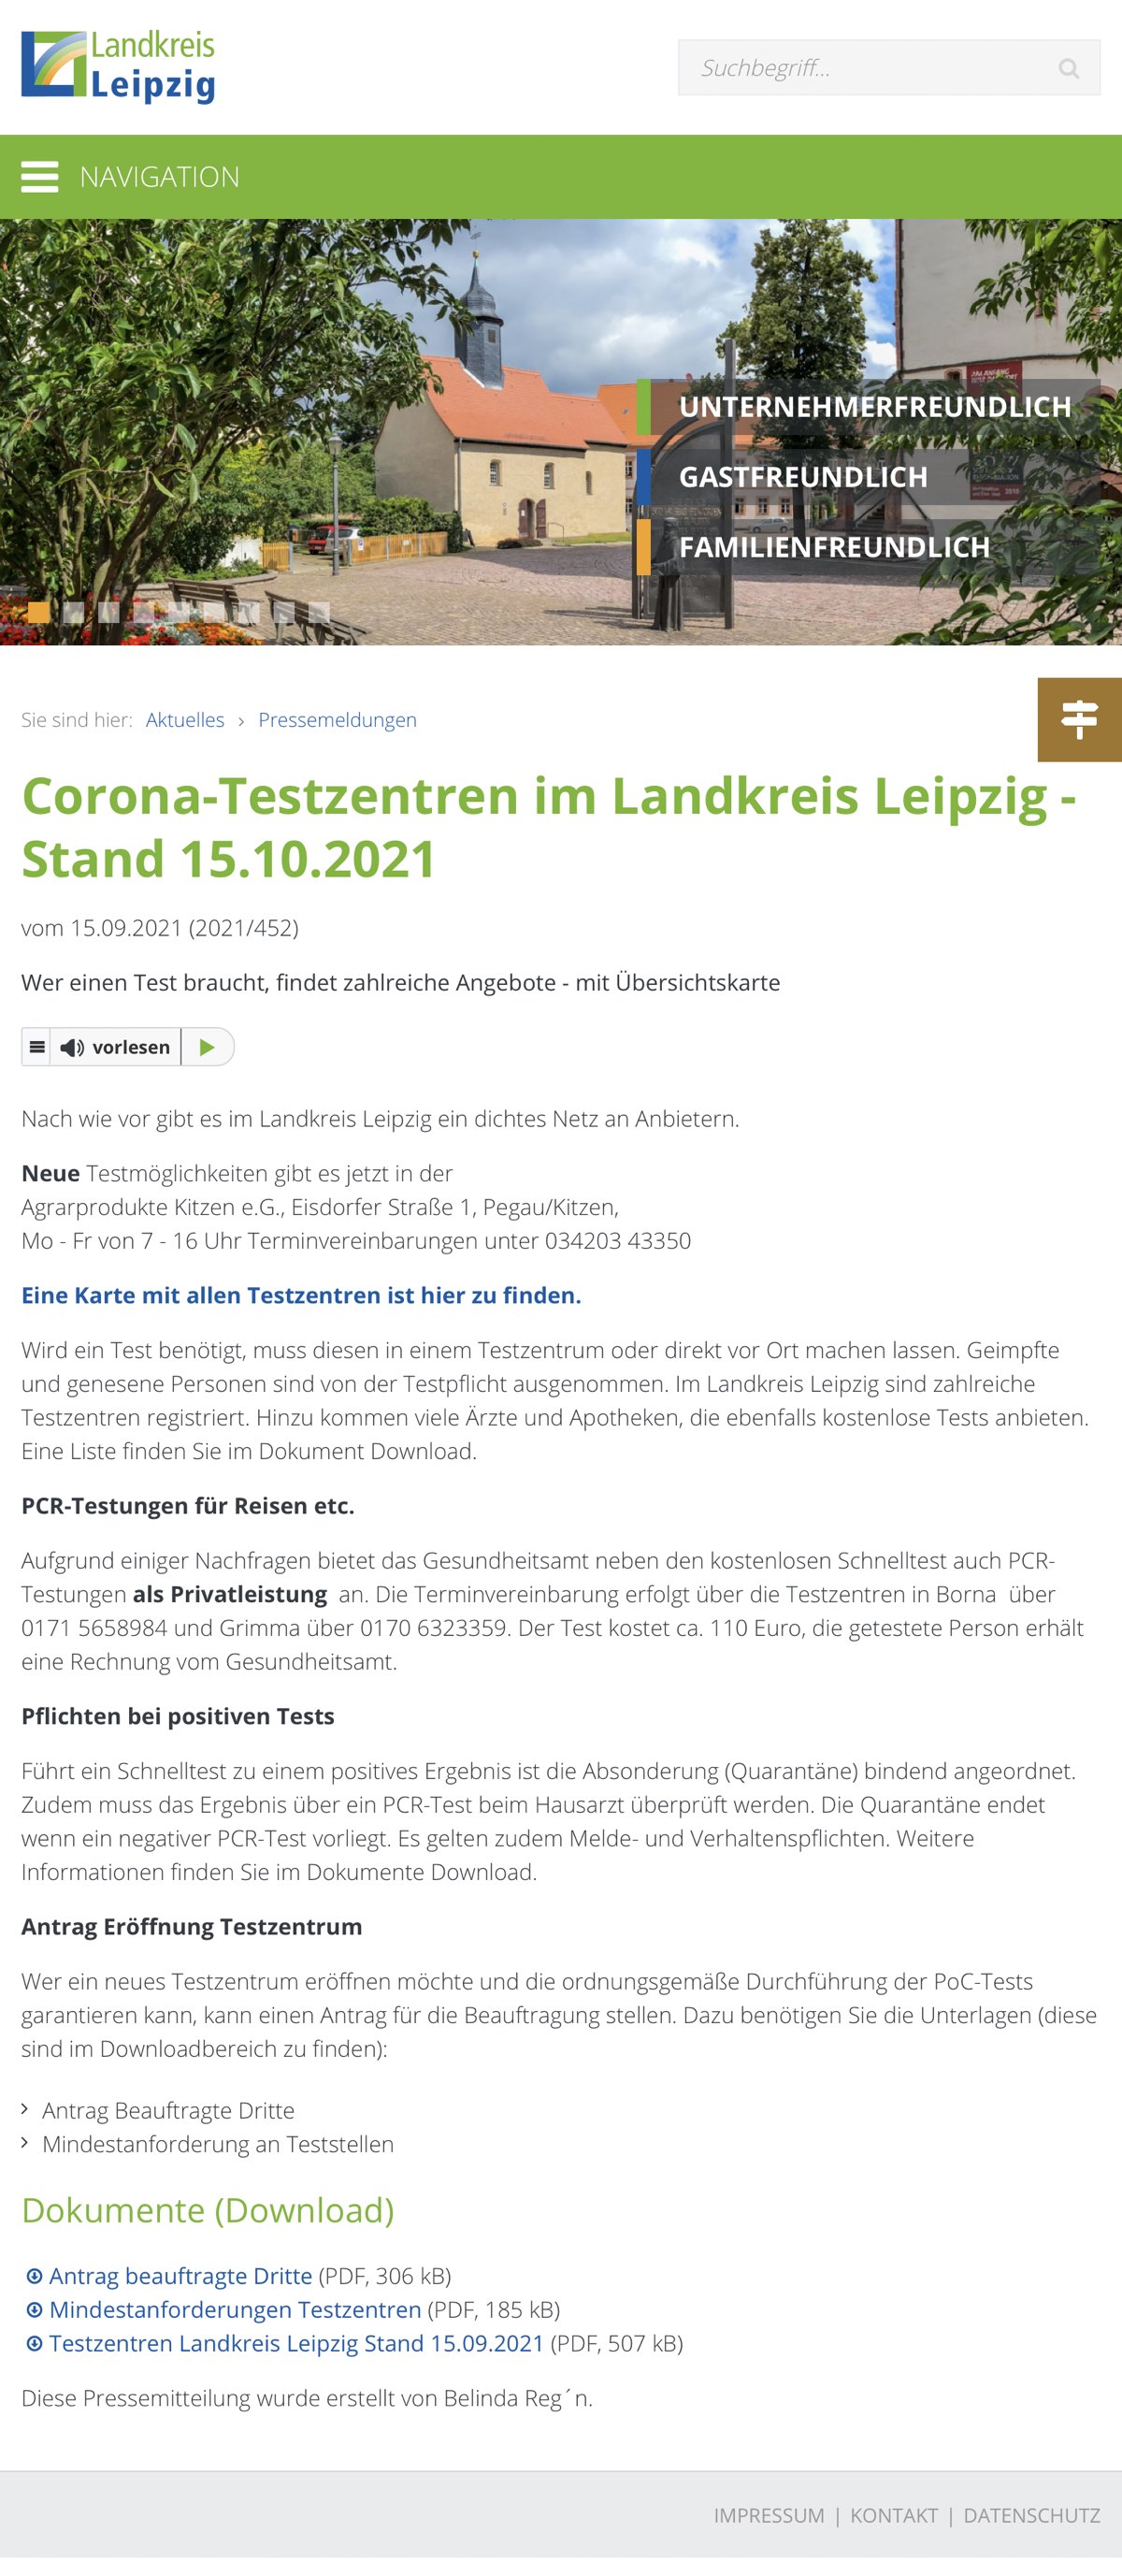 Landkreis
Leipzig
Suchbegriff...
NAVIGATION
UNTERNEHMERFREUNDLICH
GASTFREUNDLICH
FAMILIENFREUNDLICH
Sie sind hier: Aktuelles › Pressemeldungen
Corona-Testzentren im Landkreis Leipzig -
Stand 15.10.2021
vom 15.09.2021 (2021/452)
Wer einen Test braucht, findet zahlreiche Angebote - mit Übersichtskarte
vorlesen
Nach wie vor gibt es im Landkreis Leipzig ein dichtes Netz an Anbietern.
Neue Testmöglichkeiten gibt es jetzt in der
Agrarprodukte Kitzen e.G., Eisdorfer Straße 1, Pegau/Kitzen,
Mo - Fr von 7 - 16 Uhr Terminvereinbarungen unter 034203 43350
Eine Karte mit allen Testzentren ist hier zu finden.
Wird ein Test benötigt, muss diesen in einem Testzentrum oder direkt vor Ort machen lassen. Geimpfte
und genesene Personen sind von der Testpflicht ausgenommen. Im Landkreis Leipzig sind zahlreiche
Testzentren registriert. Hinzu kommen viele Ärzte und Apotheken, die ebenfalls kostenlose Tests anbieten.
Eine Liste finden Sie im Dokument Download.
PCR-Testungen für Reisen etc.
Aufgrund einiger Nachfragen bietet das Gesundheitsamt neben den kostenlosen Schnelltest auch PCR-
Testungen als Privatleistung an. Die Terminvereinbarung erfolgt über die Testzentren in Borna über
0171 5658984 und Grimma über 0170 6323359. Der Test kostet ca. 110 Euro, die getestete Person erhält
eine Rechnung vom Gesundheitsamt.
Pflichten bei positiven Tests
Führt ein Schnelltest zu einem positives Ergebnis ist die Absonderung (Quarantäne) bindend angeordnet.
Zudem muss das Ergebnis über ein PCR-Test beim Hausarzt überprüft werden. Die Quarantäne endet
wenn ein negativer PCR-Test vorliegt. Es gelten zudem Melde- und Verhaltenspflichten. Weitere
Informationen finden Sie im Dokumente Download.
Antrag Eröffnung Testzentrum
Wer ein neues Testzentrum eröffnen möchte und die ordnungsgemäße Durchführung der PoC-Tests
garantieren kann, kann einen Antrag für die Beauftragung stellen. Dazu benötigen Sie die Unterlagen (diese
sind im Downloadbereich zu finden):
› Antrag Beauftragte Dritte
› Mindestanforderung an Teststellen
Dokumente (Download)
Antrag beauftragte Dritte (PDF, 306 kB)
Mindestanforderungen Testzentren (PDF, 185 kB)
Testzentren Landkreis Leipzig Stand 15.09.2021 (PDF, 507 kB)
Diese Pressemitteilung wurde erstellt von Belinda Reg´n.
IMPRESSUM | KONTAKT | DATENSCHUTZ